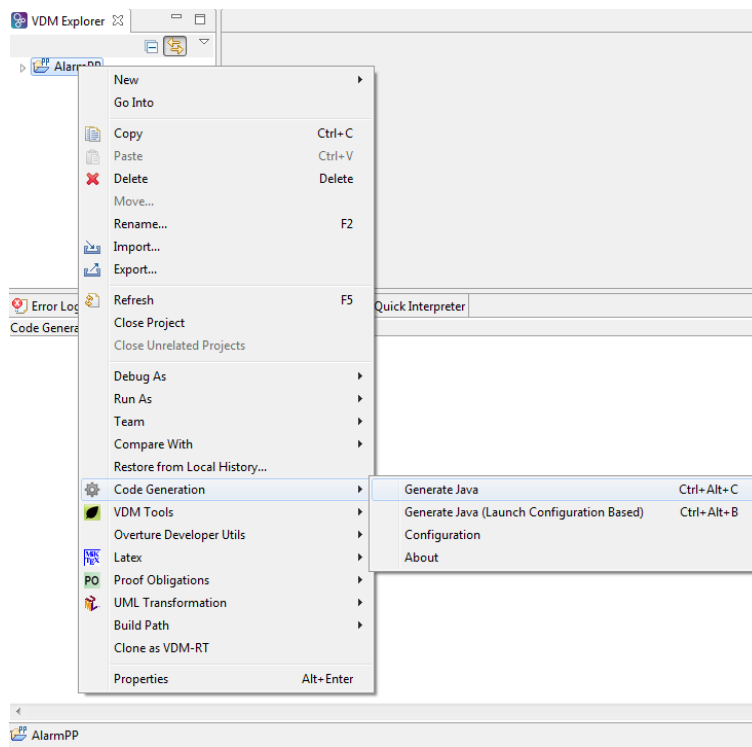 VDM Explorer
AlarmPP
New
Go Into
Copy Ctrl+C
Paste Ctrl+V
Delete Delete
Move...
Rename... F2
Import...
Export...
Refresh F5
Error Log
Quick Interpreter
Close Project
Code Genera
Close Unrelated Projects
Debug As
Run As
Team
Compare With
Restore from Local History...
Code Generation
Generate Java Ctrl+Alt+C
VDM Tools
Generate Java (Launch Configuration Based) Ctrl+Alt+B
Overture Developer Utils
Configuration
Latex
About
PO Proof Obligations
UML Transformation
Build Path
Clone as VDM-RT
Properties Alt+Enter
AlarmPP